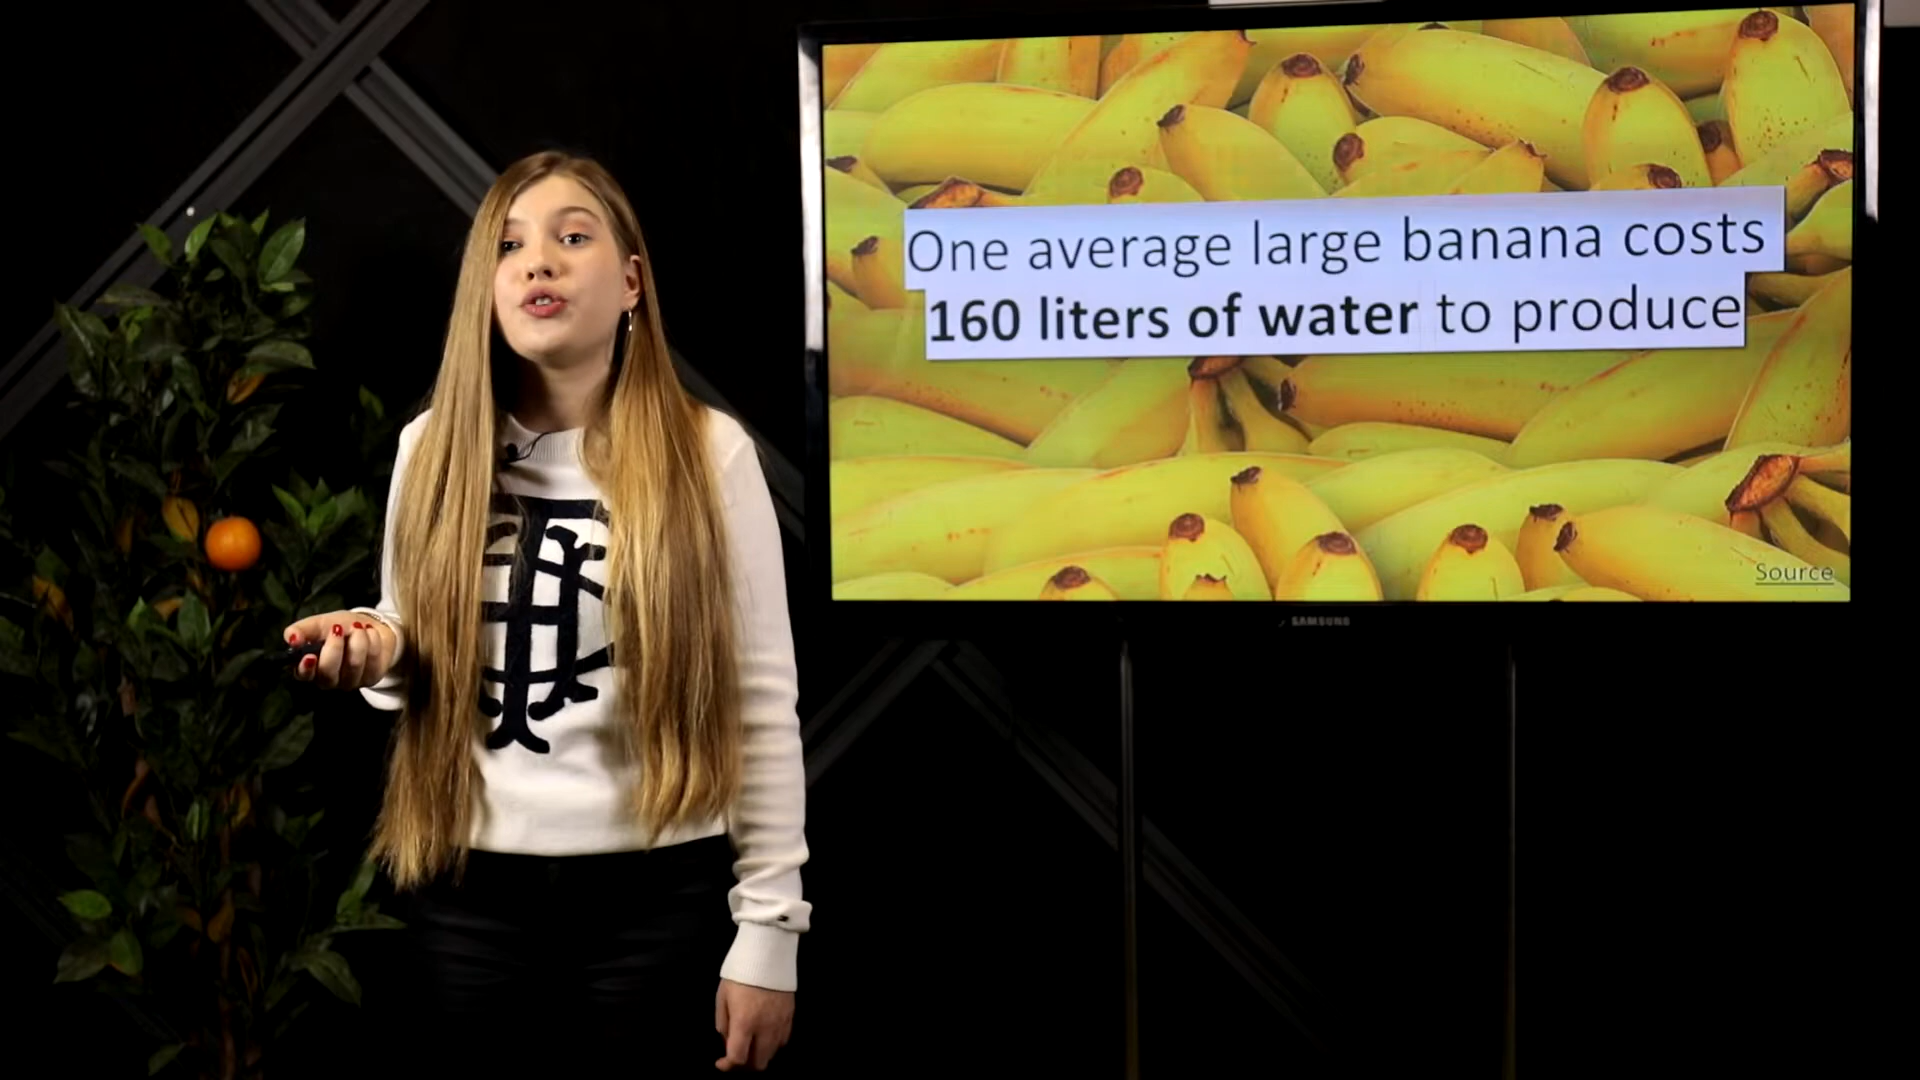 One average large banana costs
160 liters of water to produce
Source
SAMSUNG